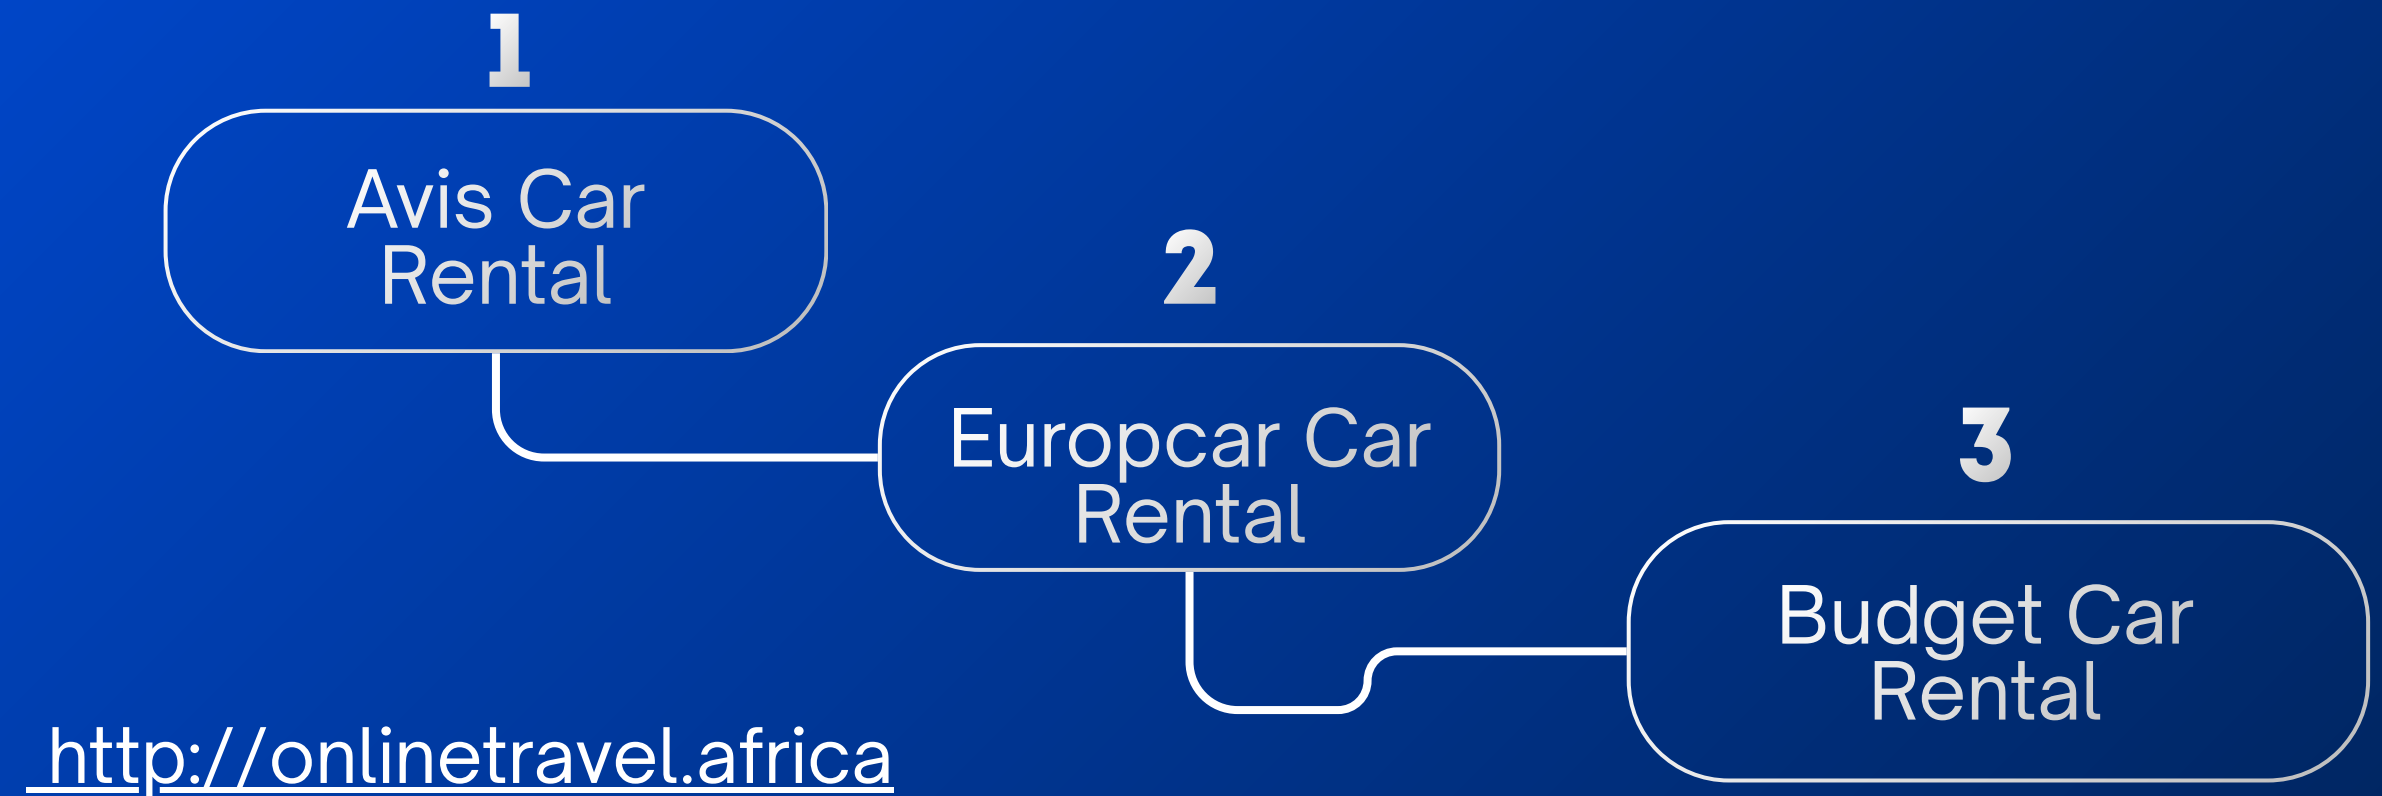 1
Avis Car
Rental
2
Europcar Car
Rental
3
Budget Car
Rental
http://onlinetravel.africa